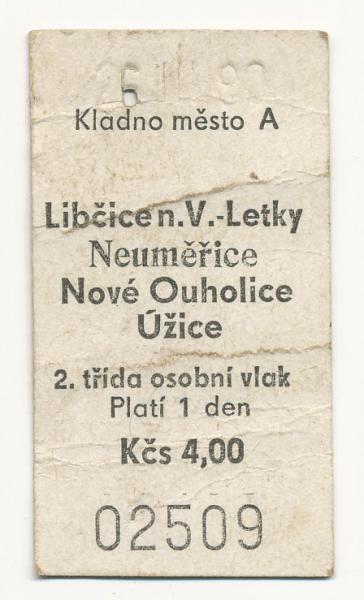 Kladno město A
Libčice n.V.-Letky
Neuměřice
Nové Ouholice
Úžice
2. třída osobní vlak
Platí 1 den
Kčs 4,00
02509